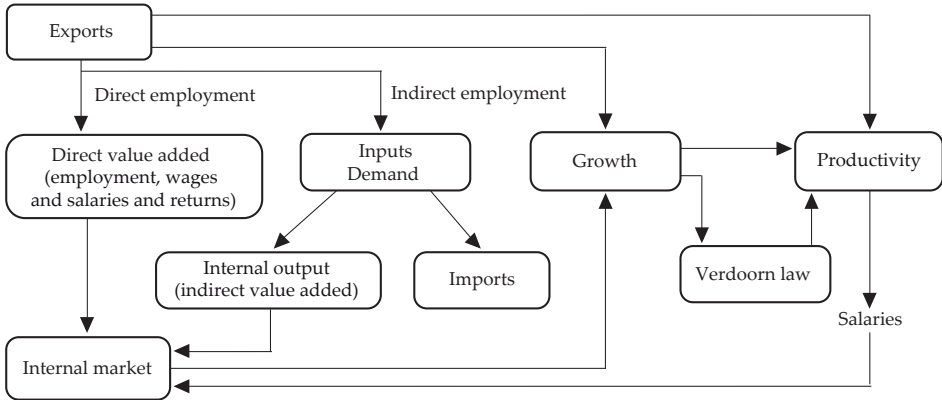 Exports
Direct employment
Indirect employment
Direct value added
(employment, wages
and salaries and returns)
Inputs
Demand
Growth
Productivity
Internal output
(indirect value added)
Imports
Verdoorn law
Salaries
Internal market